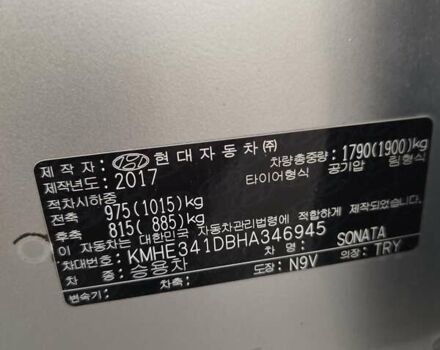 제 작 자: 현대자동차㈜ 차량총중량: 1790(1900)kg
제작년도: 2017 타이어형식 공기압 림형식
적차시하중
전축 975(1015)kg
후축 815( 885)kg
이 자동차는 대한민국 자동차관리법령에 적합하게 제작되었음.
차대번호: KMHE341DBHA346945 명: SONATA
차 종: 승용차 도장: N9V 의장: TRY
변속기: 차축: